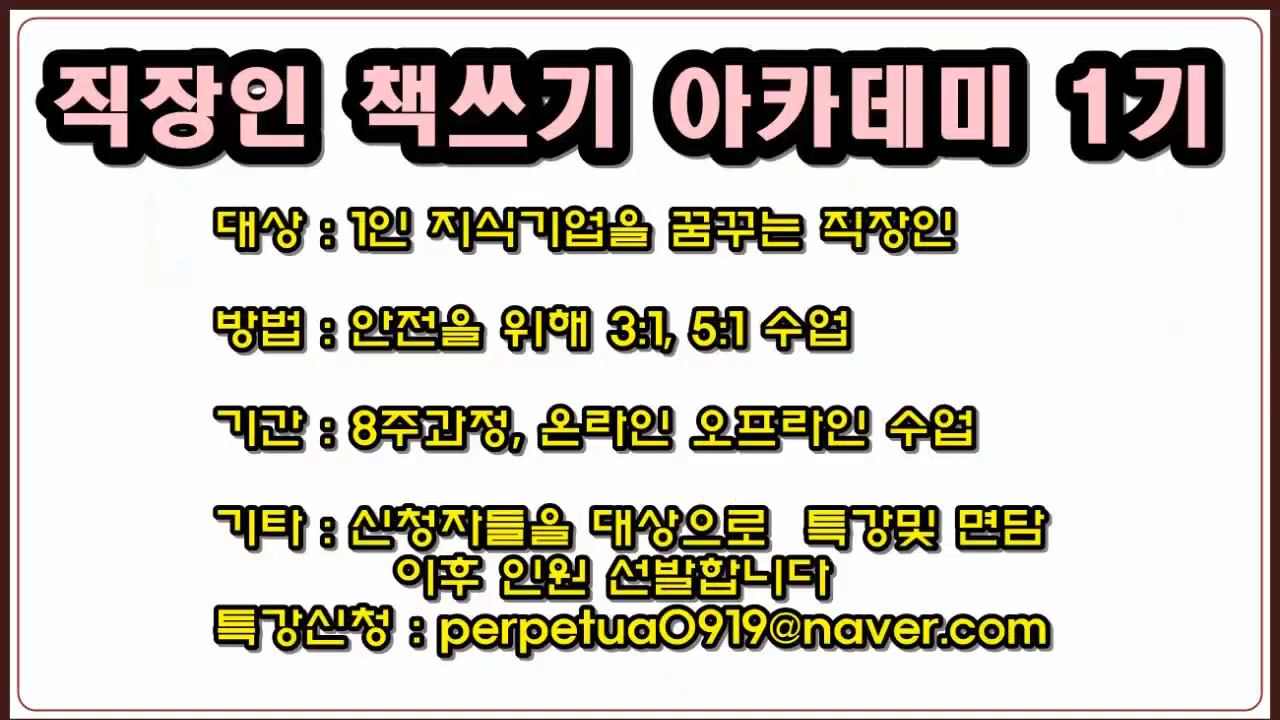 직장인 책쓰기 아카데미 1기
대상 : 1인 지식기업을 꿈꾸는 직장인
방법 : 안전을 위해 3:1, 5:1 수업
기간 : 8주과정, 온라인 오프라인 수업
기타 : 신청자들을 대상으로 특강및 면담
이후 인원 선발합니다
특강신청 : perpetua0919@naver.com